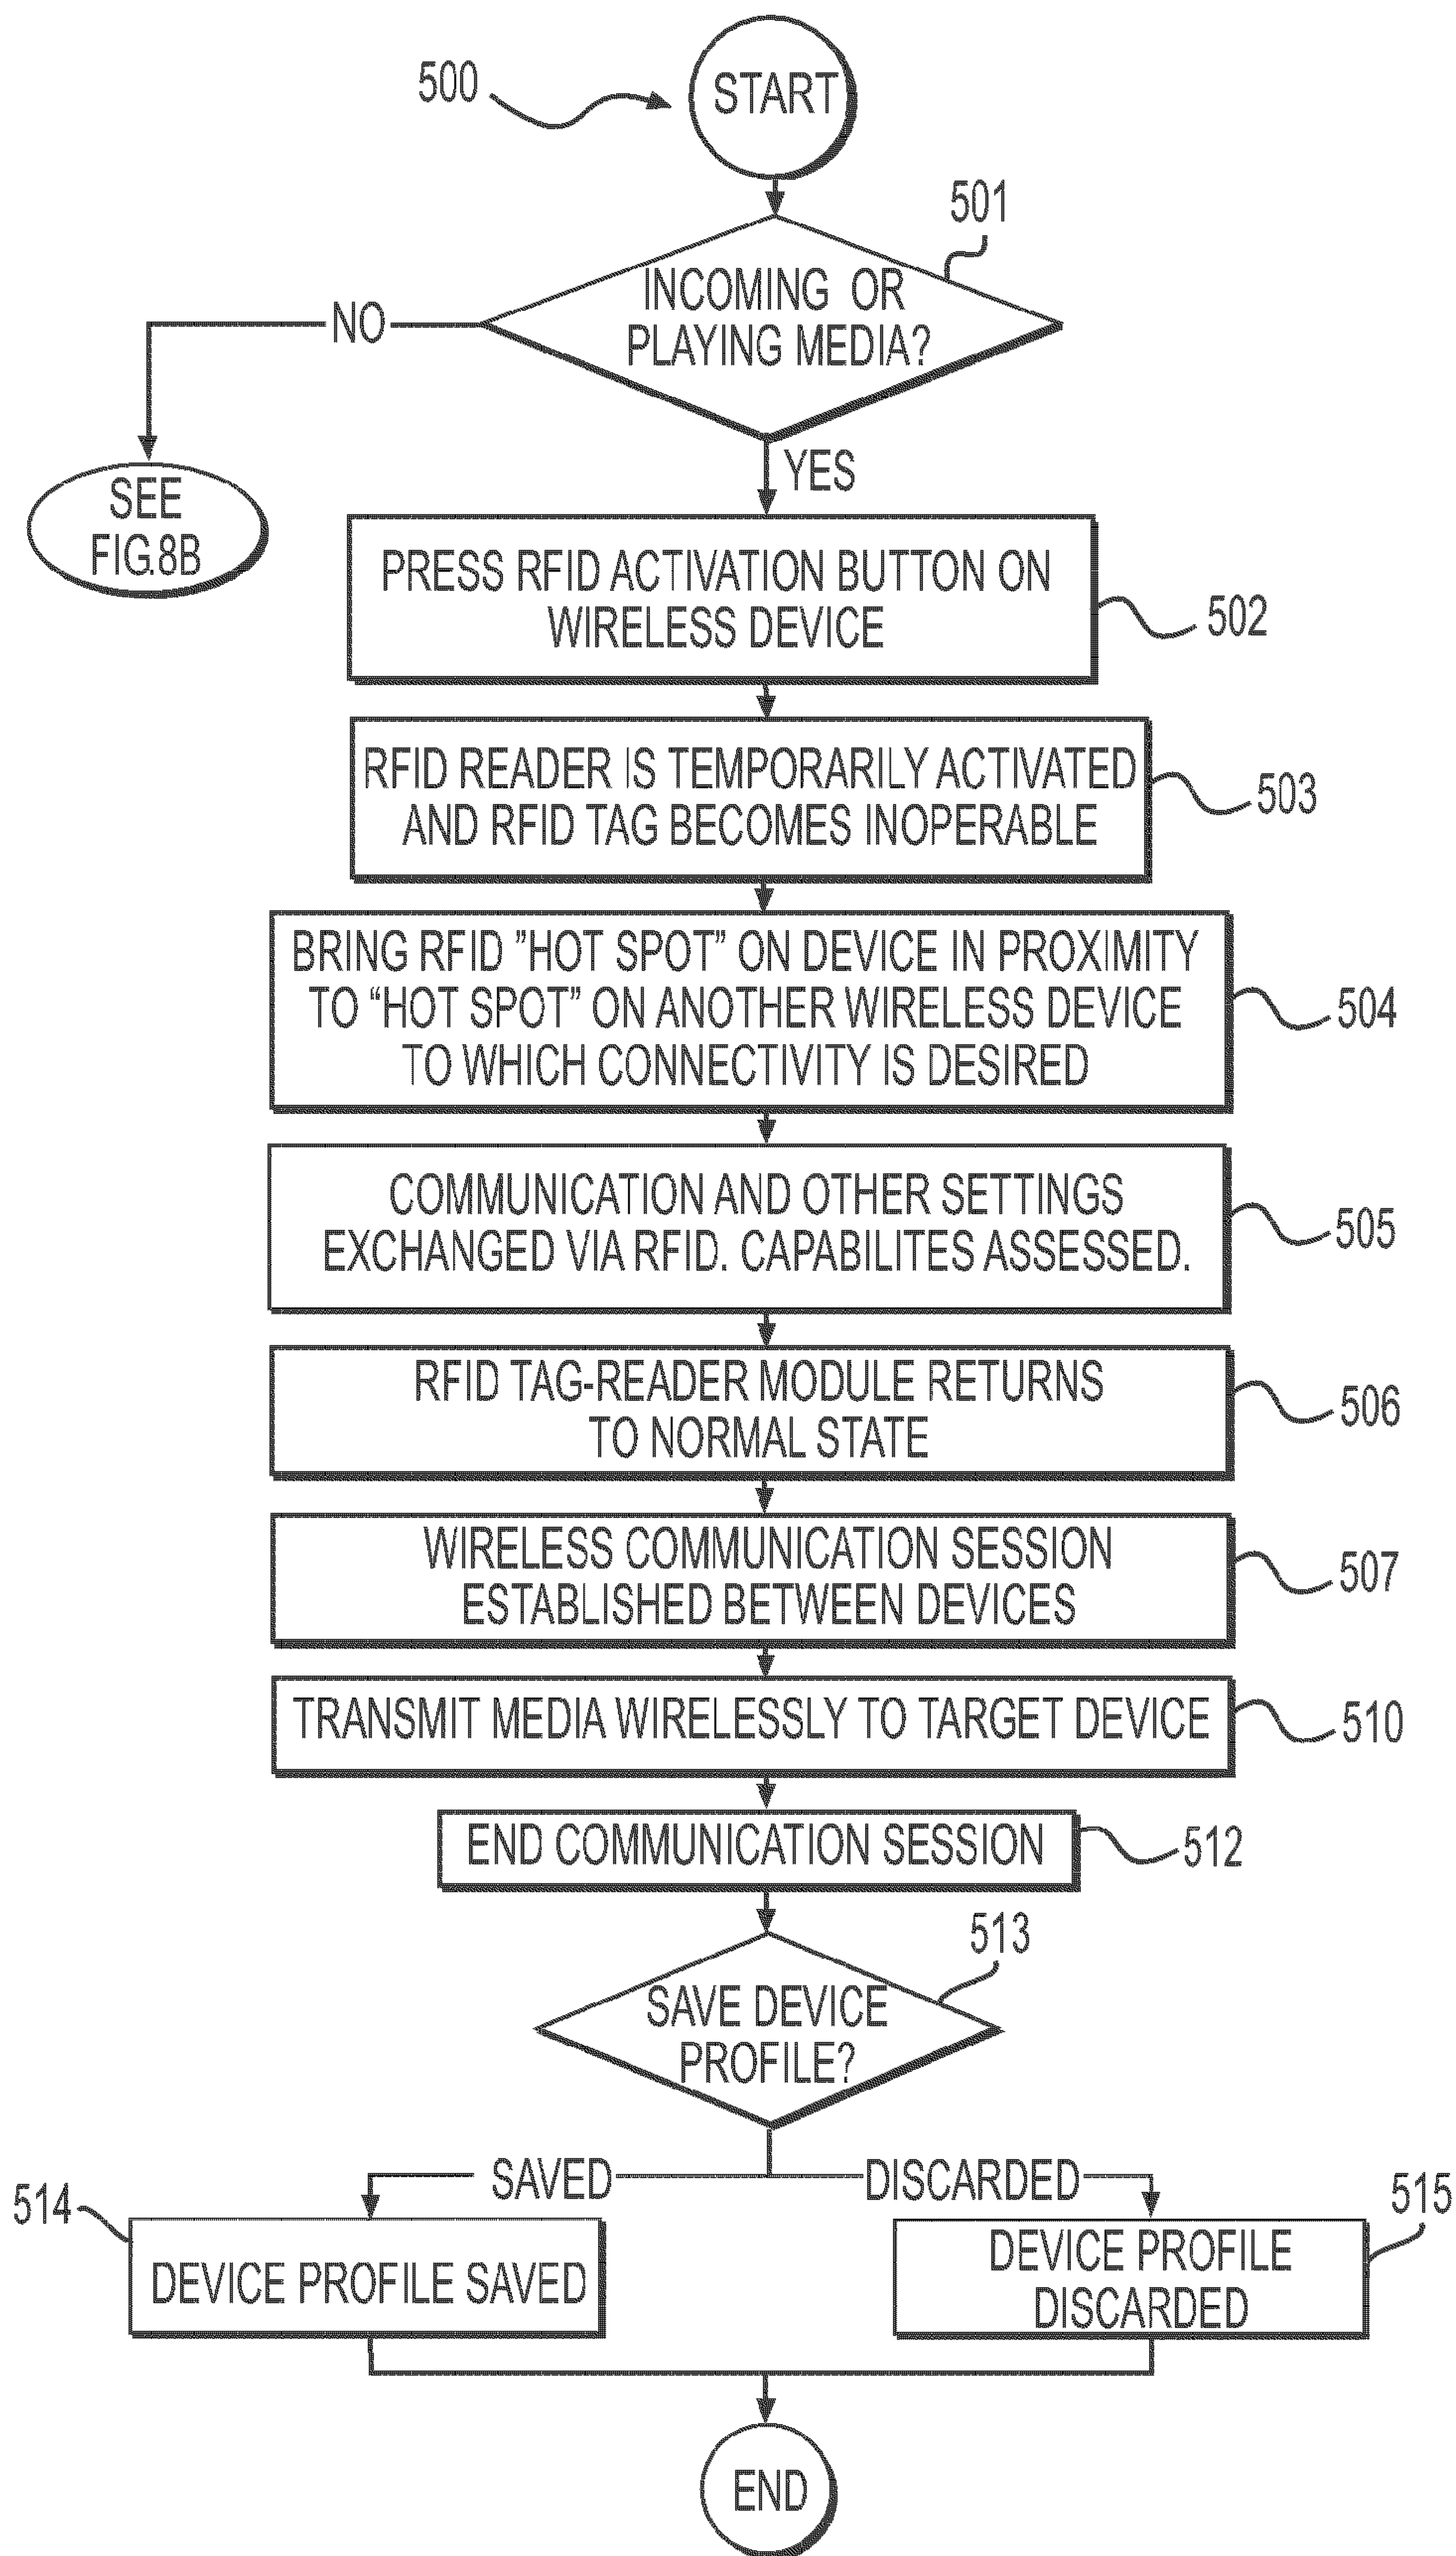 500
START
501
INCOMING OR
PLAYING MEDIA?
NO
YES
SEE
FIG.8B
PRESS RFID ACTIVATION BUTTON ON
WIRELESS DEVICE
502
RFID READER IS TEMPORARILY ACTIVATED
AND RFID TAG BECOMES INOPERABLE
503
BRING RFID ”HOT SPOT” ON DEVICE IN PROXIMITY
TO “HOT SPOT” ON ANOTHER WIRELESS DEVICE
TO WHICH CONNECTIVITY IS DESIRED
504
COMMUNICATION AND OTHER SETTINGS
EXCHANGED VIA RFID. CAPABILITES ASSESSED.
505
RFID TAG-READER MODULE RETURNS
TO NORMAL STATE
506
WIRELESS COMMUNICATION SESSION
ESTABLISHED BETWEEN DEVICES
507
TRANSMIT MEDIA WIRELESSLY TO TARGET DEVICE
510
END COMMUNICATION SESSION
512
513
SAVE DEVICE
PROFILE?
SAVED
DISCARDED
514
DEVICE PROFILE SAVED
515
DEVICE PROFILE
DISCARDED
END